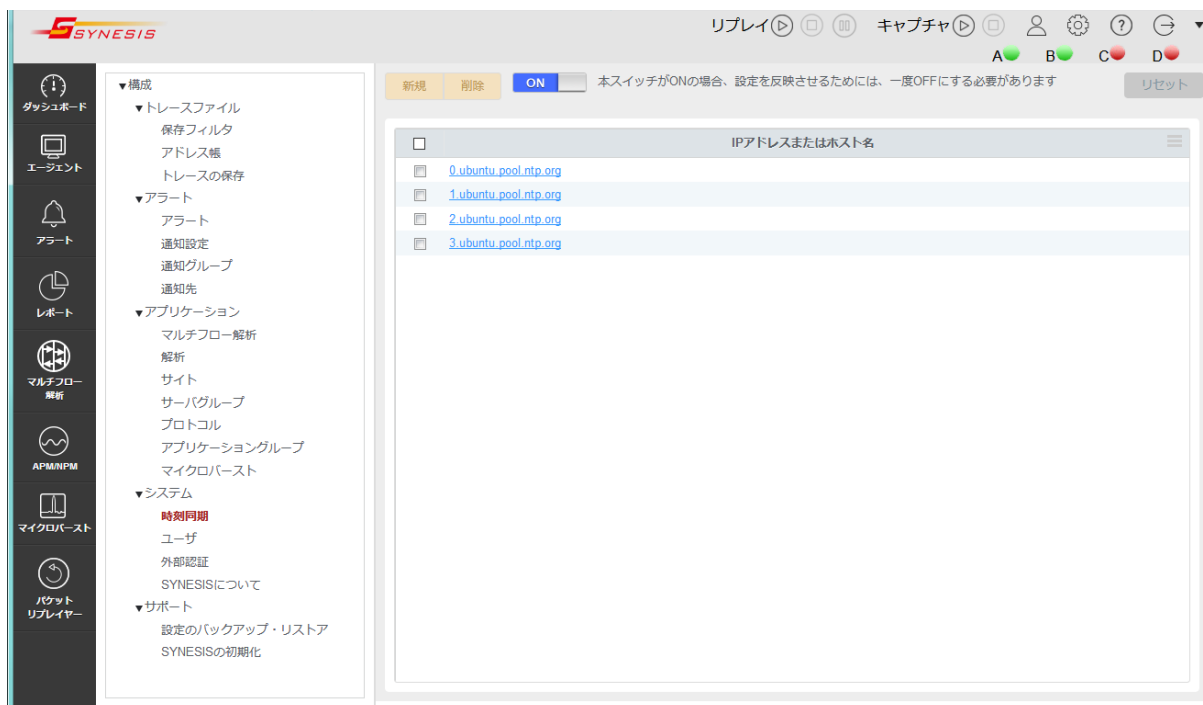 SYNESIS
リプレイ
キャプチャ
A B C D
ダッシュボード
エージェント
アラート
レポート
マルチフロー
解析
APM/NPM
マイクロバースト
パケット
リプレイヤー
▼構成
▼トレースファイル
保存フィルタ
アドレス帳
トレースの保存
▼アラート
アラート
通知設定
通知グループ
通知先
▼アプリケーション
マルチフロー解析
解析
サイト
サーバグループ
プロトコル
アプリケーショングループ
マイクロバースト
▼システム
時刻同期
ユーザ
外部認証
SYNESISについて
▼サポート
設定のバックアップ・リストア
SYNESISの初期化
新規 削除 ON 本スイッチがONの場合、設定を反映させるためには、一度OFFにする必要があります リセット
IPアドレスまたはホスト名
0.ubuntu.pool.ntp.org
1.ubuntu.pool.ntp.org
2.ubuntu.pool.ntp.org
3.ubuntu.pool.ntp.org